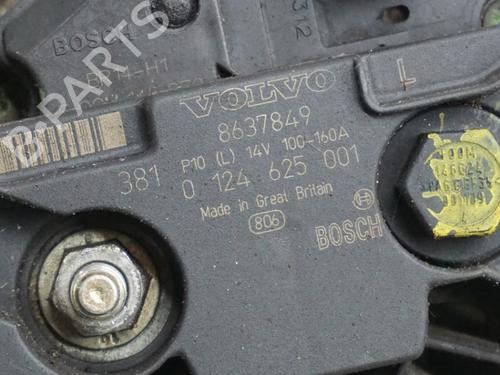 BOSCH
312
VOLVO
L
8637849
P10 (L) 14V 100-160A
381 0 124 625 001
Made in Great Britain
806
BOSCH